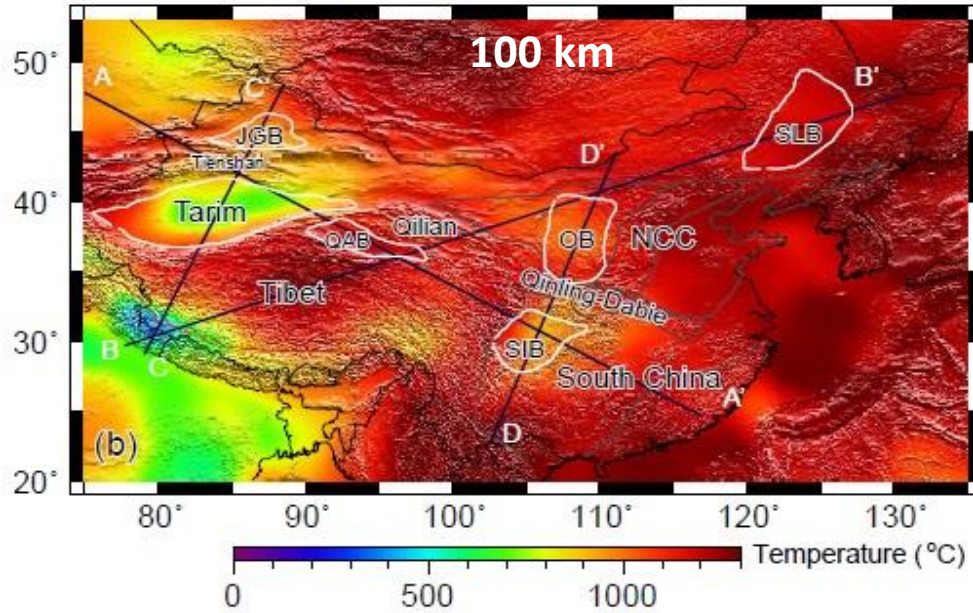 100 km
50°
A
C'
B'
JGB
SLB
Tienshan
D'
40°
Tarim
Qilian
QAB
OB
NCC
Tibet
Qinling-Dabie
30°
B
C
SIB
South China
A'
(b)
D
20°
80°
90°
100°
110°
120°
130°
Temperature (°C)
0
500
1000